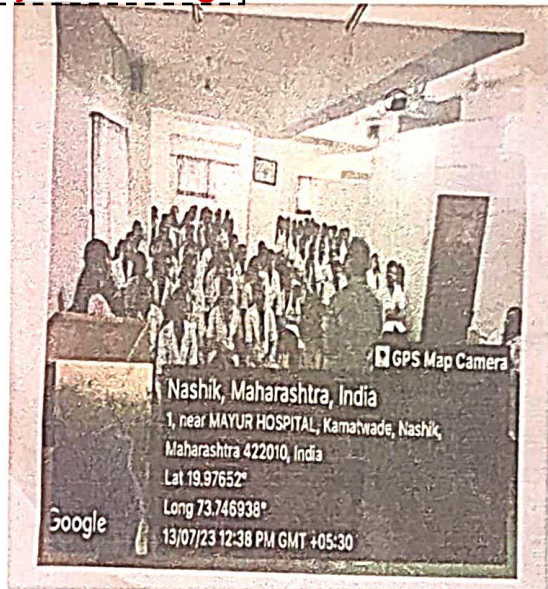 GPS Map Camera
Nashik, Maharashtra, India
1, near MAYUR HOSPITAL, Kamatwade, Nashik,
Maharashtra 422010, India
Lat 19.97652°
Long 73.746938°
13/07/23 12:38 PM GMT +05:30
Google